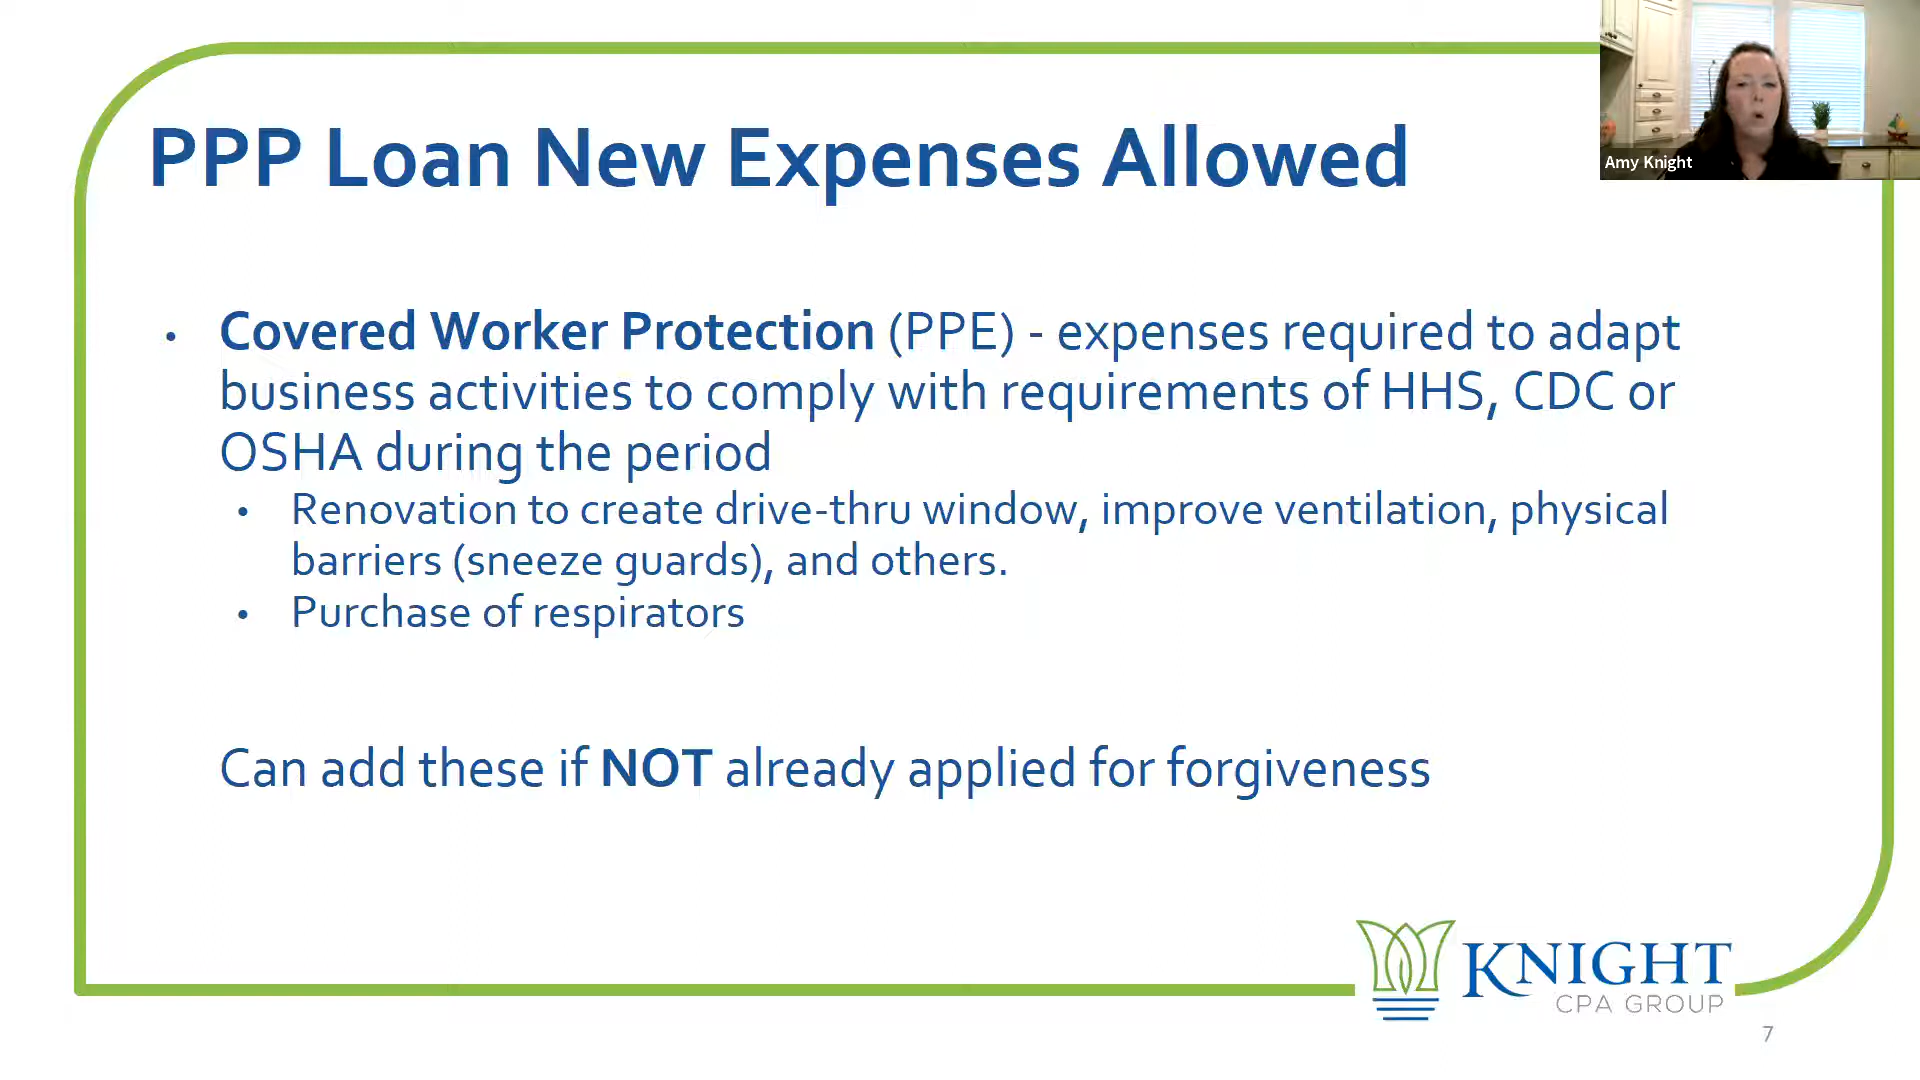 PPP Loan New Expenses Allowed
Amy Knight
• Covered Worker Protection (PPE) - expenses required to adapt
business activities to comply with requirements of HHS, CDC or
OSHA during the period
• Renovation to create drive-thru window, improve ventilation, physical
barriers (sneeze guards), and others.
• Purchase of respirators
Can add these if NOT already applied for forgiveness
KNIGHT
CPA GROUP
7